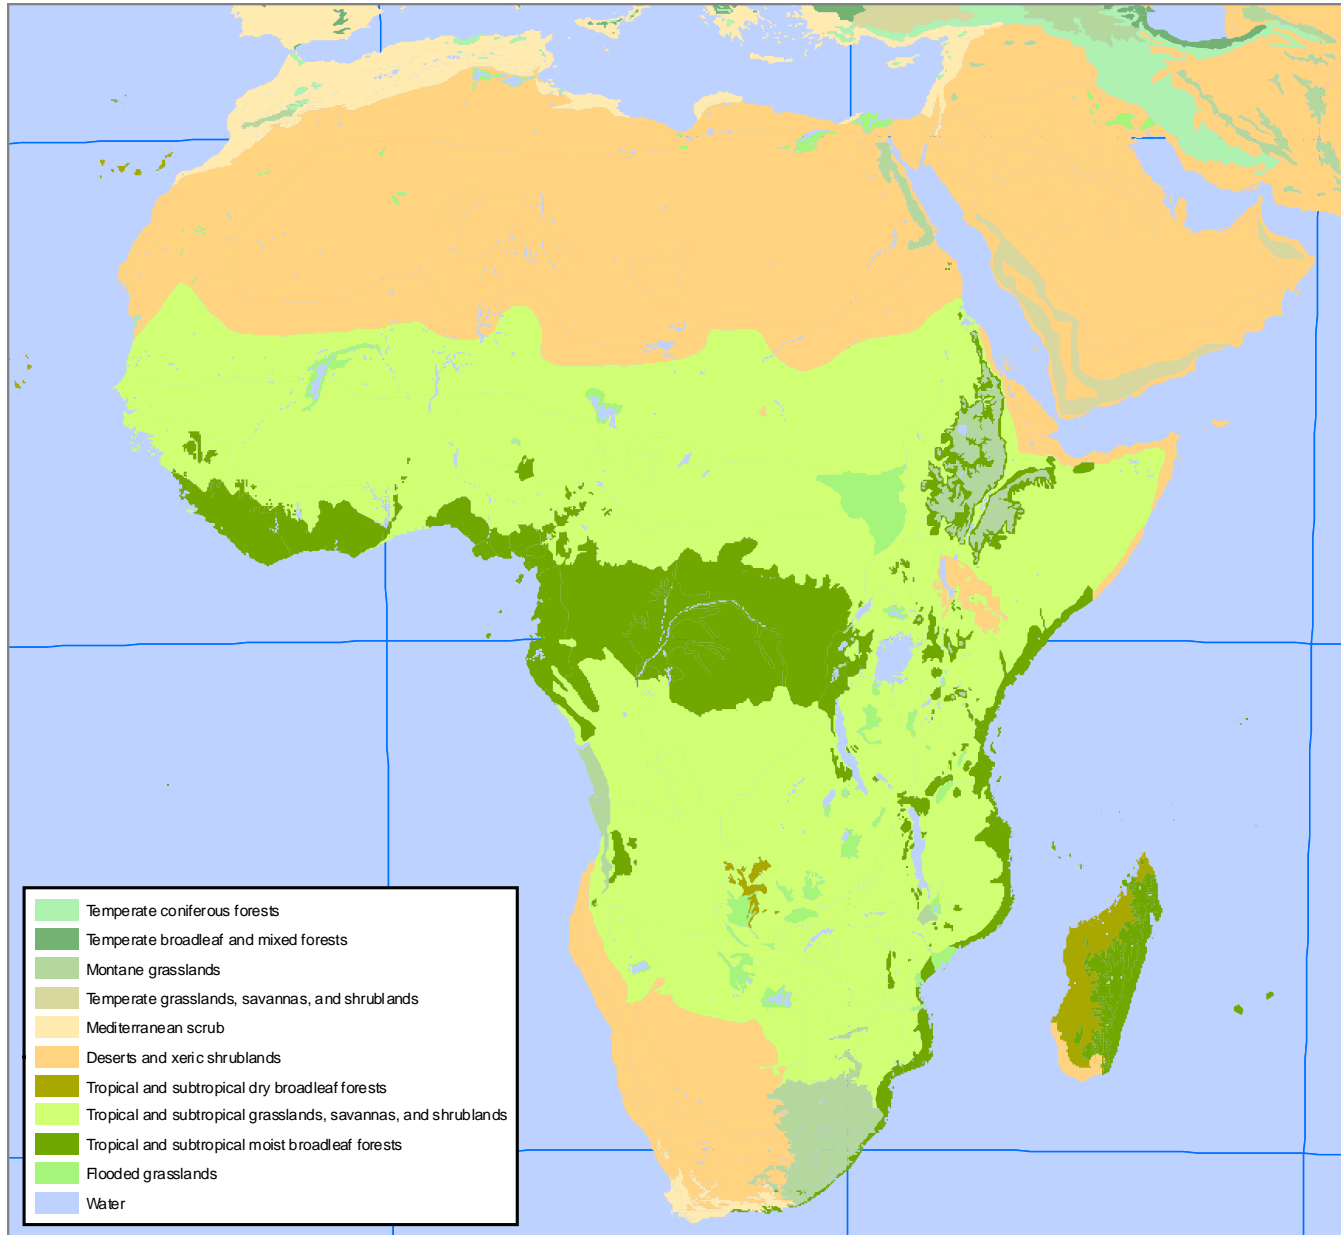 Temperate coniferous forests
Temperate broadleaf and mixed forests
Montane grasslands
Temperate grasslands, savannas, and shrublands
Mediterranean scrub
Deserts and xeric shrublands
Tropical and subtropical dry broadleaf forests
Tropical and subtropical grasslands, savannas, and shrublands
Tropical and subtropical moist broadleaf forests
Flooded grasslands
Water